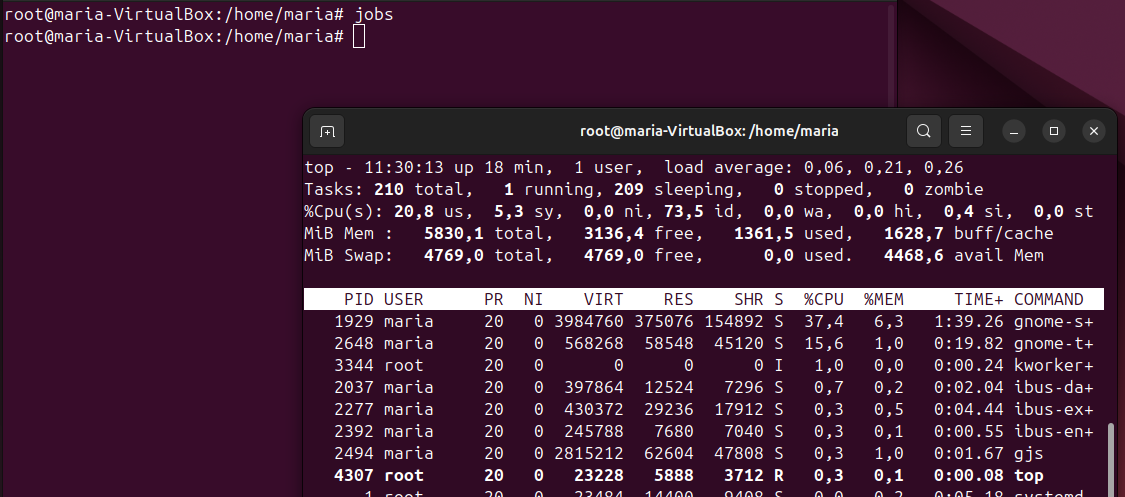 root@maria-VirtualBox:/home/maria# jobs
root@maria-VirtualBox:/home/maria#
root@maria-VirtualBox: /home/maria
top - 11:30:13 up 18 min,  1 user,  load average: 0,06, 0,21, 0,26
Tasks: 210 total,   1 running, 209 sleeping,   0 stopped,   0 zombie
%Cpu(s): 20,8 us,  5,3 sy,  0,0 ni, 73,5 id,  0,0 wa,  0,0 hi,  0,4 si,  0,0 st
MiB Mem :   5830,1 total,   3136,4 free,   1361,5 used,   1628,7 buff/cache
MiB Swap:   4769,0 total,   4769,0 free,      0,0 used.   4468,6 avail Mem
PID USER      PR  NI    VIRT    RES    SHR S  %CPU  %MEM     TIME+ COMMAND
1929 maria     20   0 3984760 375076 154892 S  37,4   6,3   1:39.26 gnome-s+
2648 maria     20   0  568268  58548  45120 S  15,6   1,0   0:19.82 gnome-t+
3344 root      20   0       0      0      0 I   1,0   0,0   0:00.24 kworker+
2037 maria     20   0  397864  12524   7296 S   0,7   0,2   0:02.04 ibus-da+
2277 maria     20   0  430372  29236  17912 S   0,3   0,5   0:04.44 ibus-ex+
2392 maria     20   0  245788   7680   7040 S   0,3   0,1   0:00.55 ibus-en+
2494 maria     20   0 2815212  62604  47808 S   0,3   1,0   0:01.67 gjs
4307 root      20   0   23228   5888   3712 R   0,3   0,1   0:00.08 top
1 root      20   0   23484  14400   9408 S   0,0   0,2   0:05.18 systemd